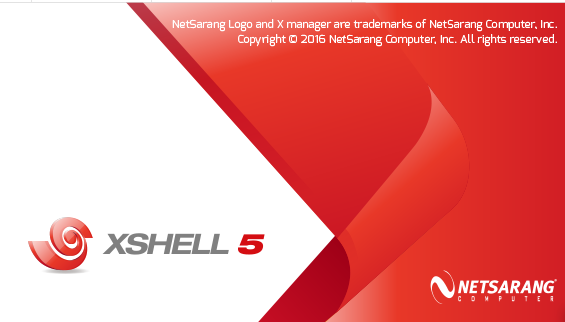 NetSarang Logo and X manager are trademarks of NetSarang Computer, Inc.
Copyright © 2016 NetSarang Computer, Inc. All rights reserved.
XSHELL 5
NETSARANG
COMPUTER